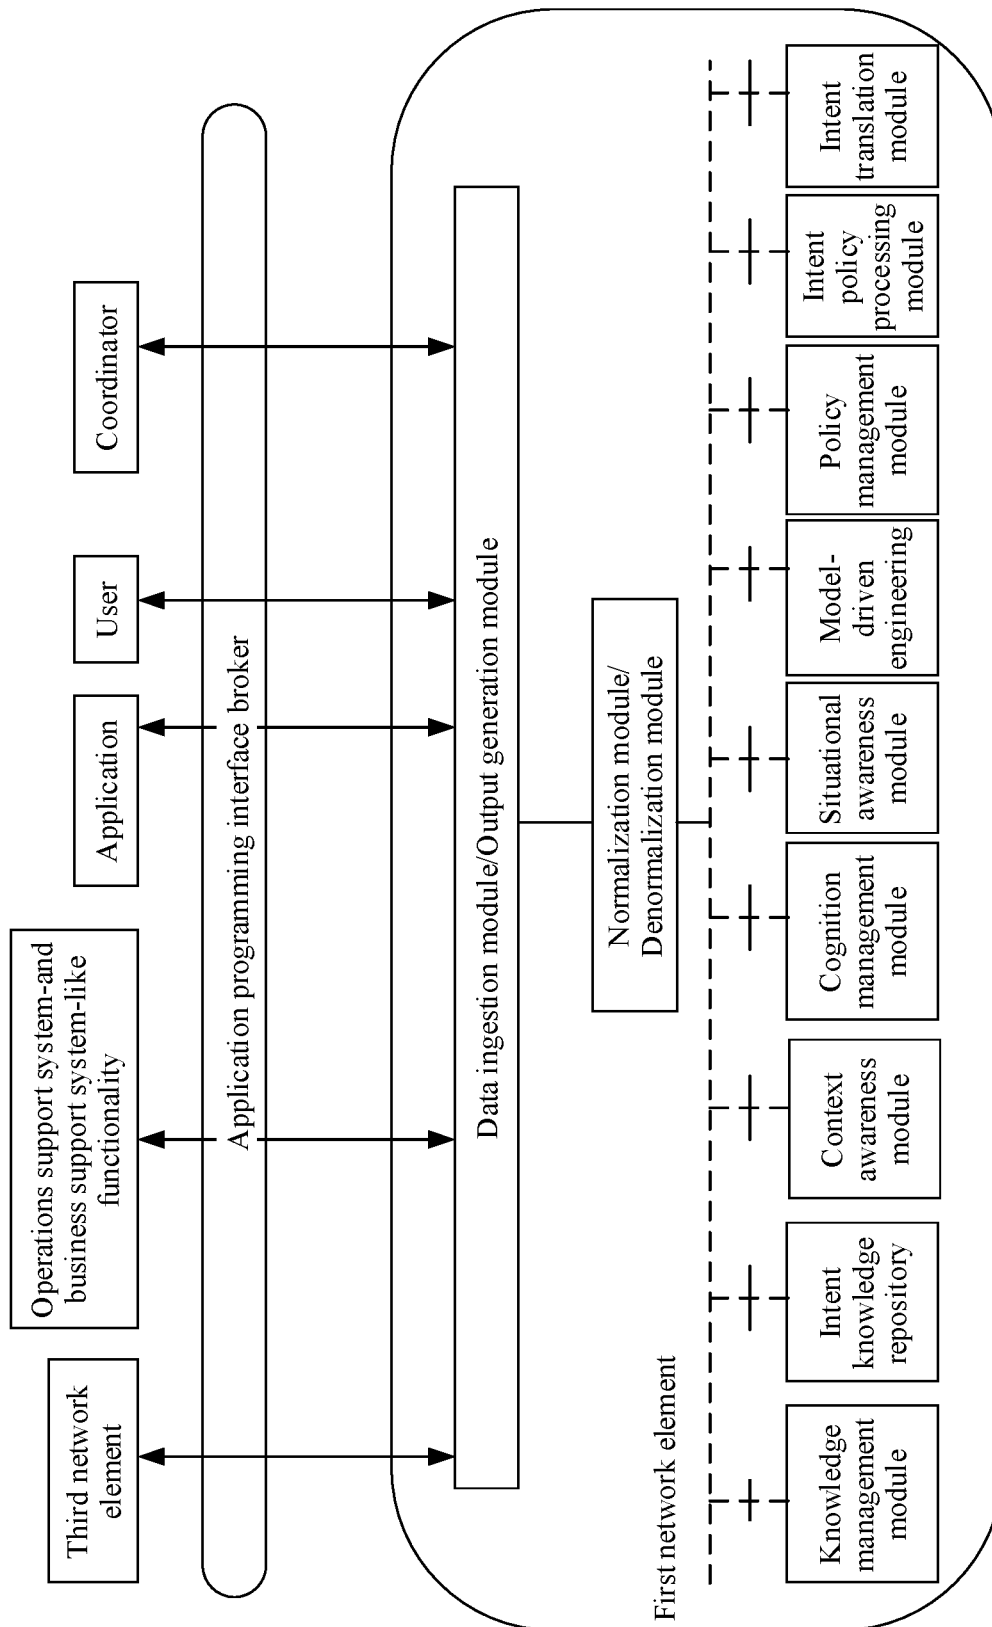 Third network
element
Operations support system-and
business support system-like
functionality
Application
User
Coordinator
Application programming interface broker
Data ingestion module/Output generation module
Normalization module/
Denormalization module
First network element
Knowledge
management
module
Intent
knowledge
repository
Context
awareness
module
Cognition
management
module
Situational
awareness
module
Model-
driven
engineering
Policy
management
module
Intent
policy
processing
module
Intent
translation
module